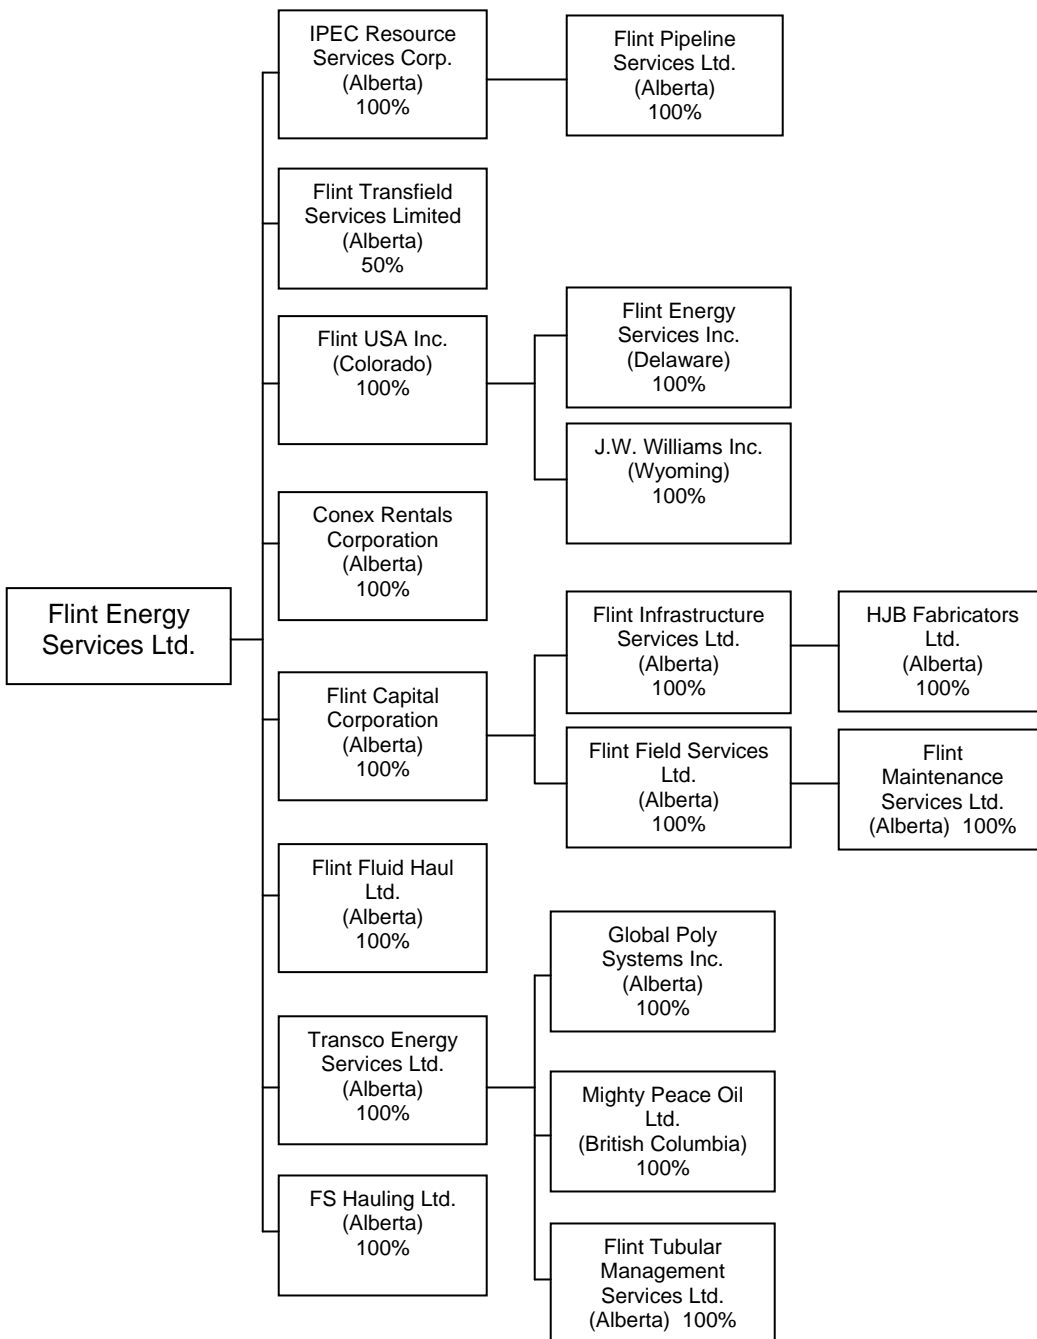 IPEC Resource
Services Corp.
(Alberta)
100%
Flint Pipeline
Services Ltd.
(Alberta)
100%
Flint Transfield
Services Limited
(Alberta)
50%
Flint USA Inc.
(Colorado)
100%
Flint Energy
Services Inc.
(Delaware)
100%
J.W. Williams Inc.
(Wyoming)
100%
Conex Rentals
Corporation
(Alberta)
100%
Flint Energy
Services Ltd.
Flint Capital
Corporation
(Alberta)
100%
Flint Infrastructure
Services Ltd.
(Alberta)
100%
HJB Fabricators
Ltd.
(Alberta)
100%
Flint Field Services
Ltd.
(Alberta)
100%
Flint
Maintenance
Services Ltd.
(Alberta) 100%
Flint Fluid Haul
Ltd.
(Alberta)
100%
Transco Energy
Services Ltd.
(Alberta)
100%
Global Poly
Systems Inc.
(Alberta)
100%
Mighty Peace Oil
Ltd.
(British Columbia)
100%
Flint Tubular
Management
Services Ltd.
(Alberta) 100%
FS Hauling Ltd.
(Alberta)
100%